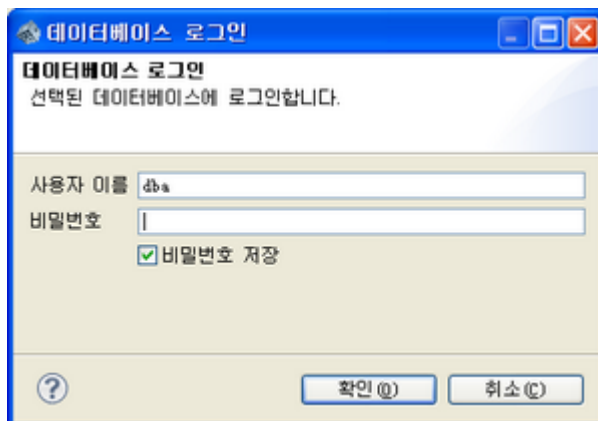 데이터베이스 로그인
데이터베이스 로그인
선택된 데이터베이스에 로그인합니다.
사용자 이름 dba
비밀번호
비밀번호 저장
확인(O) 취소(C)